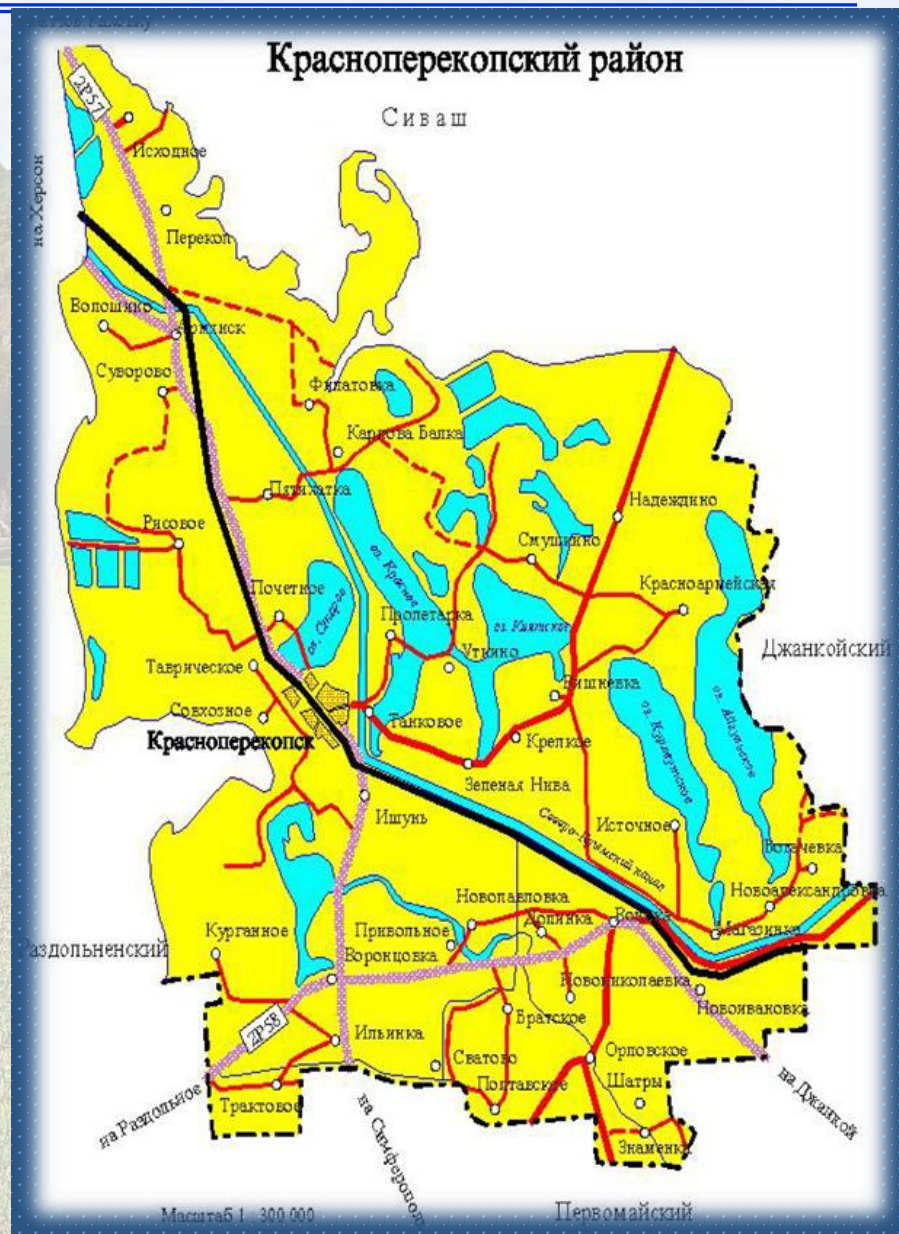 Красноперекопский район
Сиваш
2Р57
на Херсон
Исходное
Перекоп
Волошино
Армянск
Суворово
Филатовка
Карпова Балка
Пятихатка
Рисовое
Надеждино
Смушкино
Красноармейская
оз. Красное
Почетное
оз. Старое
Пролетарка
оз. Киятское
Уткино
Джанкойский
Таврическое
Вишневка
Совхозное
Танковое
оз. Айгульское
Красноперекопск
Крепкое
Зеленая Нива
Ишунь
Северо-Крымский канал
Источное
Новоалександровка
Новопавловка
Долинка
Магазинка
Курганное
Привольное
Раздольненский
Воронцовка
Новониколаевка
Новоивановка
2Р58
Братское
Ильинка
Сватово
Орловское
Полтавское
Шатры
Трактовое
на Раздольное
на Симферополь
на Джанкой
Знаменка
Масштаб 1 : 300 000
Первомайский